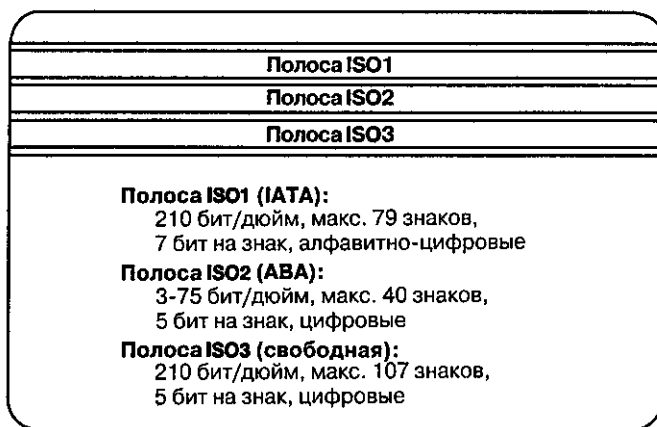 Полоса ISO1
Полоса ISO2
Полоса ISO3
Полоса ISO1 (IATA):
210 бит/дюйм, макс. 79 знаков,
7 бит на знак, алфавитно-цифровые
Полоса ISO2 (ABA):
3-75 бит/дюйм, макс. 40 знаков,
5 бит на знак, цифровые
Полоса ISO3 (свободная):
210 бит/дюйм, макс. 107 знаков,
5 бит на знак, цифровые